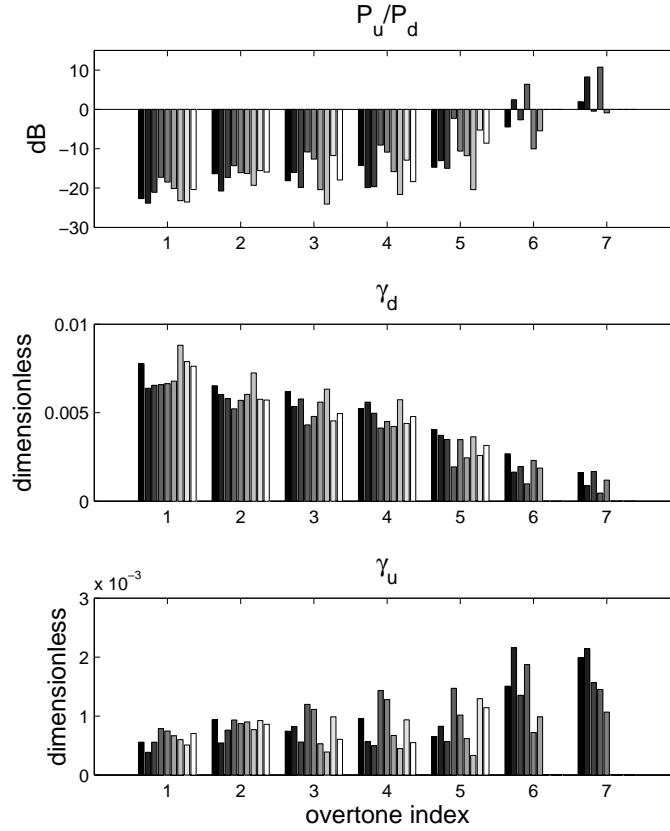 P_u/P_d
10
0
−10
−20
−30
dB
1 2 3 4 5 6 7
γ_d
0.01
0.005
0
dimensionless
1 2 3 4 5 6 7
γ_u
x 10^−3
3
2
1
0
dimensionless
1 2 3 4 5 6 7
overtone index